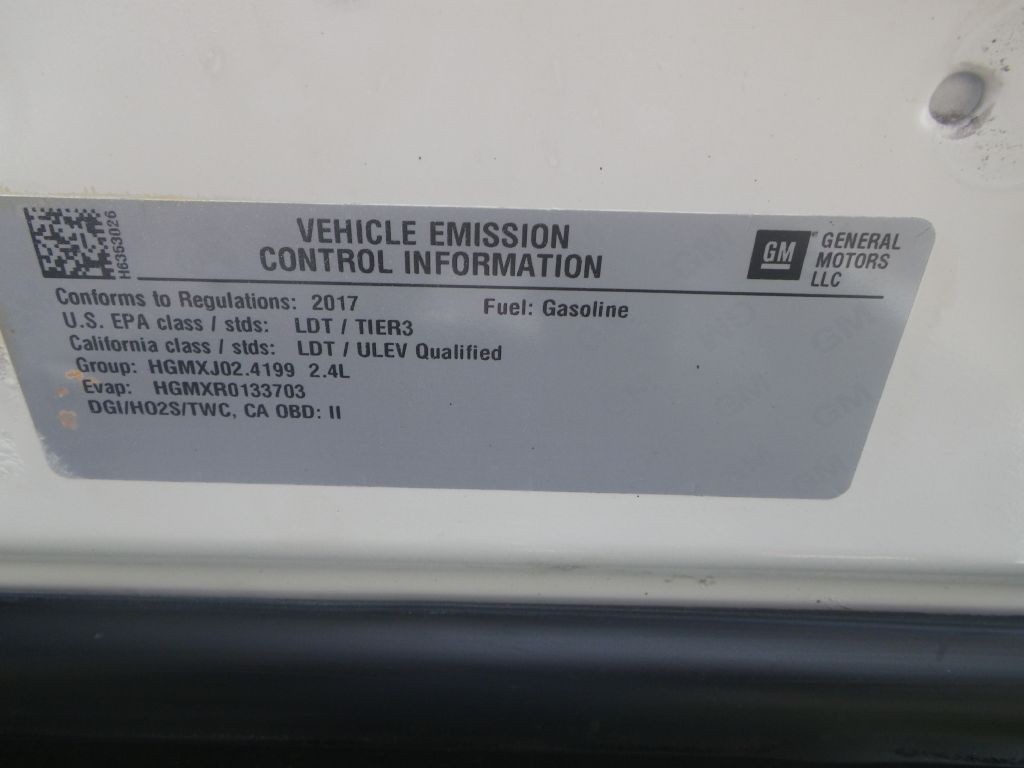 H6353026
VEHICLE EMISSION
CONTROL INFORMATION
GM
GENERAL
MOTORS
LLC
Conforms to Regulations: 2017 Fuel: Gasoline
U.S. EPA class / stds: LDT / TIER3
California class / stds: LDT / ULEV Qualified
Group: HGMXJ02.4199 2.4L
Evap: HGMXR0133703
DGI/HO2S/TWC, CA OBD: II